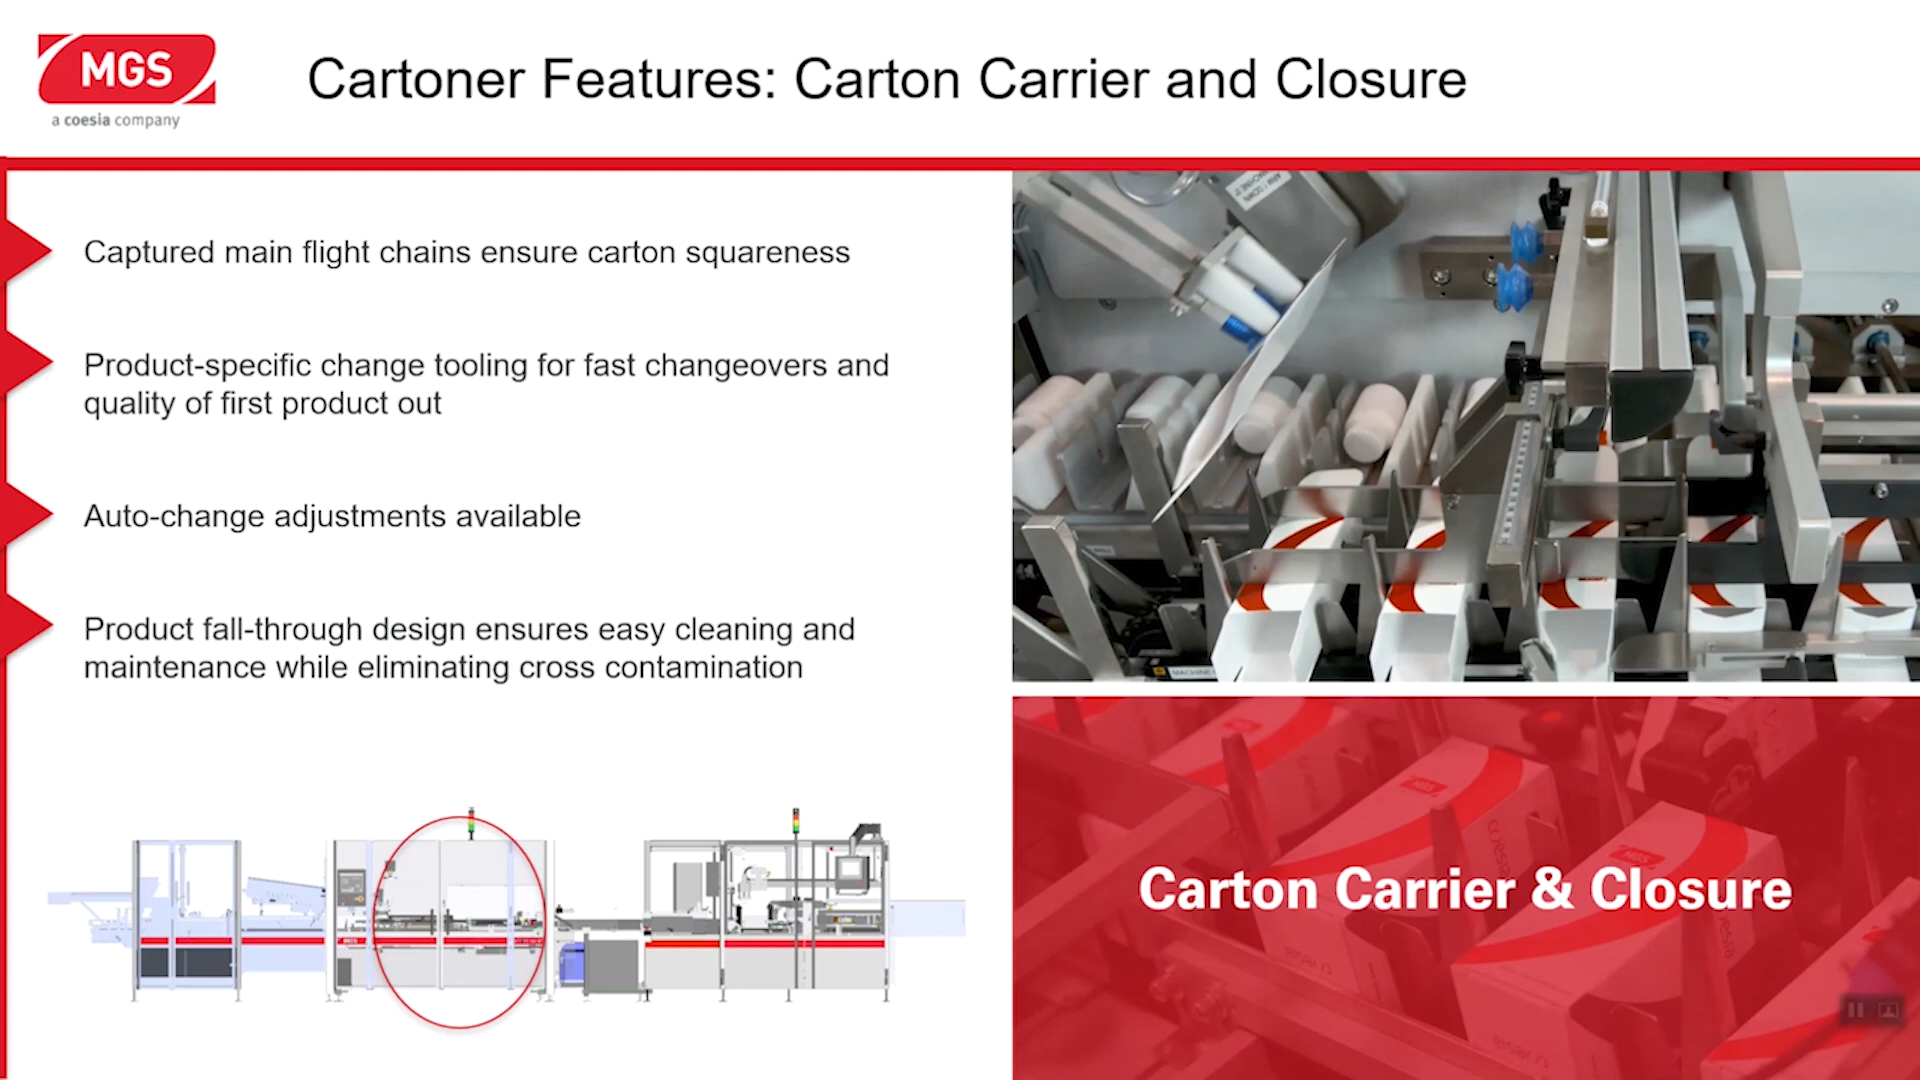 MGS
a coesia company
Cartoner Features: Carton Carrier and Closure
Captured main flight chains ensure carton squareness
Product-specific change tooling for fast changeovers and
quality of first product out
Auto-change adjustments available
Product fall-through design ensures easy cleaning and
maintenance while eliminating cross contamination
MGS
MGS
Carton Carrier & Closure